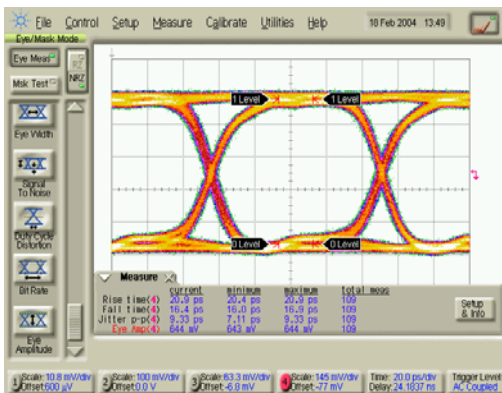 File Control Setup Measure Calibrate Utilities Help 18 Feb 2004 13:49
Eye/Mask Mode
Eye Meas
RZ
NRZ
Msk Test
1 Level 1 Level
Eye Width
Signal
To Noise
Duty Cycle
Distortion
0 Level 0 Level
Bit Rate
Eye
Amplitude
Measure
current minimum maximum total meas
Rise time(4) 20.9 ps 20.4 ps 20.9 ps 109
Fall time(4) 16.4 ps 16.0 ps 16.9 ps 109
Jitter p-p(4) 9.33 ps 7.11 ps 9.33 ps 109
Eye Amp(4) 644 mV 643 mV 644 mV 109
Setup
& Info
1 Scale: 10.8 mV/div 2 Scale: 100 mV/div 3 Scale: 63.3 mV/div 4 Scale: 145 mV/div Time: 20.0 ps/div Trigger Level
Offset: 600 µV Offset: 0.0 V Offset: -6.8 mV Offset: -77 mV Delay: 24.1837 ns AC Coupled